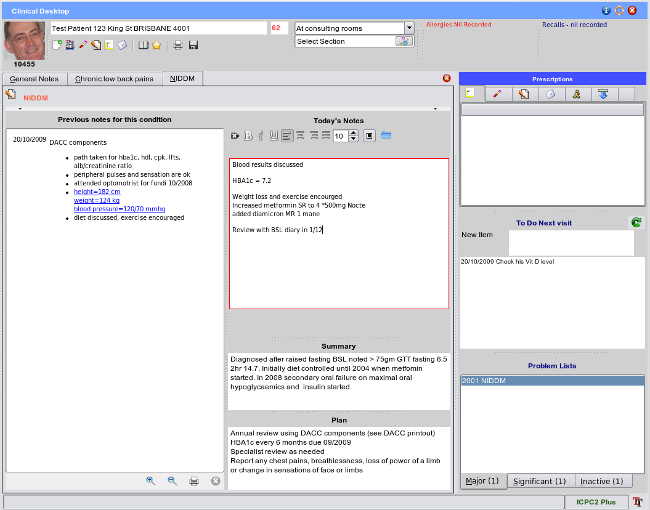 Clinical Desktop
Test Patient 123 King St BRISBANE 4001
62
At consulting rooms
Select Section
Allergies:Nil Recorded
Recalls - nil recorded
10455
General Notes
Chronic low back pains
NIDDM
NIDDM
Previous notes for this condition
20/10/2009
DACC components
path taken for hba1c, hdl, cpk, lfts,
alb/creatinine ratio
peripheral pulses and sensation are ok
attended optomotrist for fundi 10/2008
height=182 cm
weight=124 kg
blood pressure=120/70 mmhg
diet discussed, exercise encouraged
Today's Notes
10
Blood results discussed
HBA1c = 7.2
Weight loss and exercise encourged
Increased metformin SR to 4 *500mg Nocte
added diamicron MR 1 mane
Review with BSL diary in 1/12
Summary
Diagnosed after raised fasting BSL noted > 75gm GTT fasting 6.5
2hr 14.7. Initially diet controlled until 2004 when metfomin
started. In 2008 secondary oral failure on maximal oral
hypoglycaemics and insulin started.
Plan
Annual review using DACC components (see DACC printout)
HBA1c every 6 months due 09/2009
Specialist review as needed
Report any chest pains, breathlessness, loss of power of a limb
or change in sensations of face or limbs
Prescriptions
To Do Next visit
New Item
20/10/2009 Check his Vit D level
Problem Lists
2001 NIDDM
Major (1)
Significant (1)
Inactive (1)
ICPC2 Plus